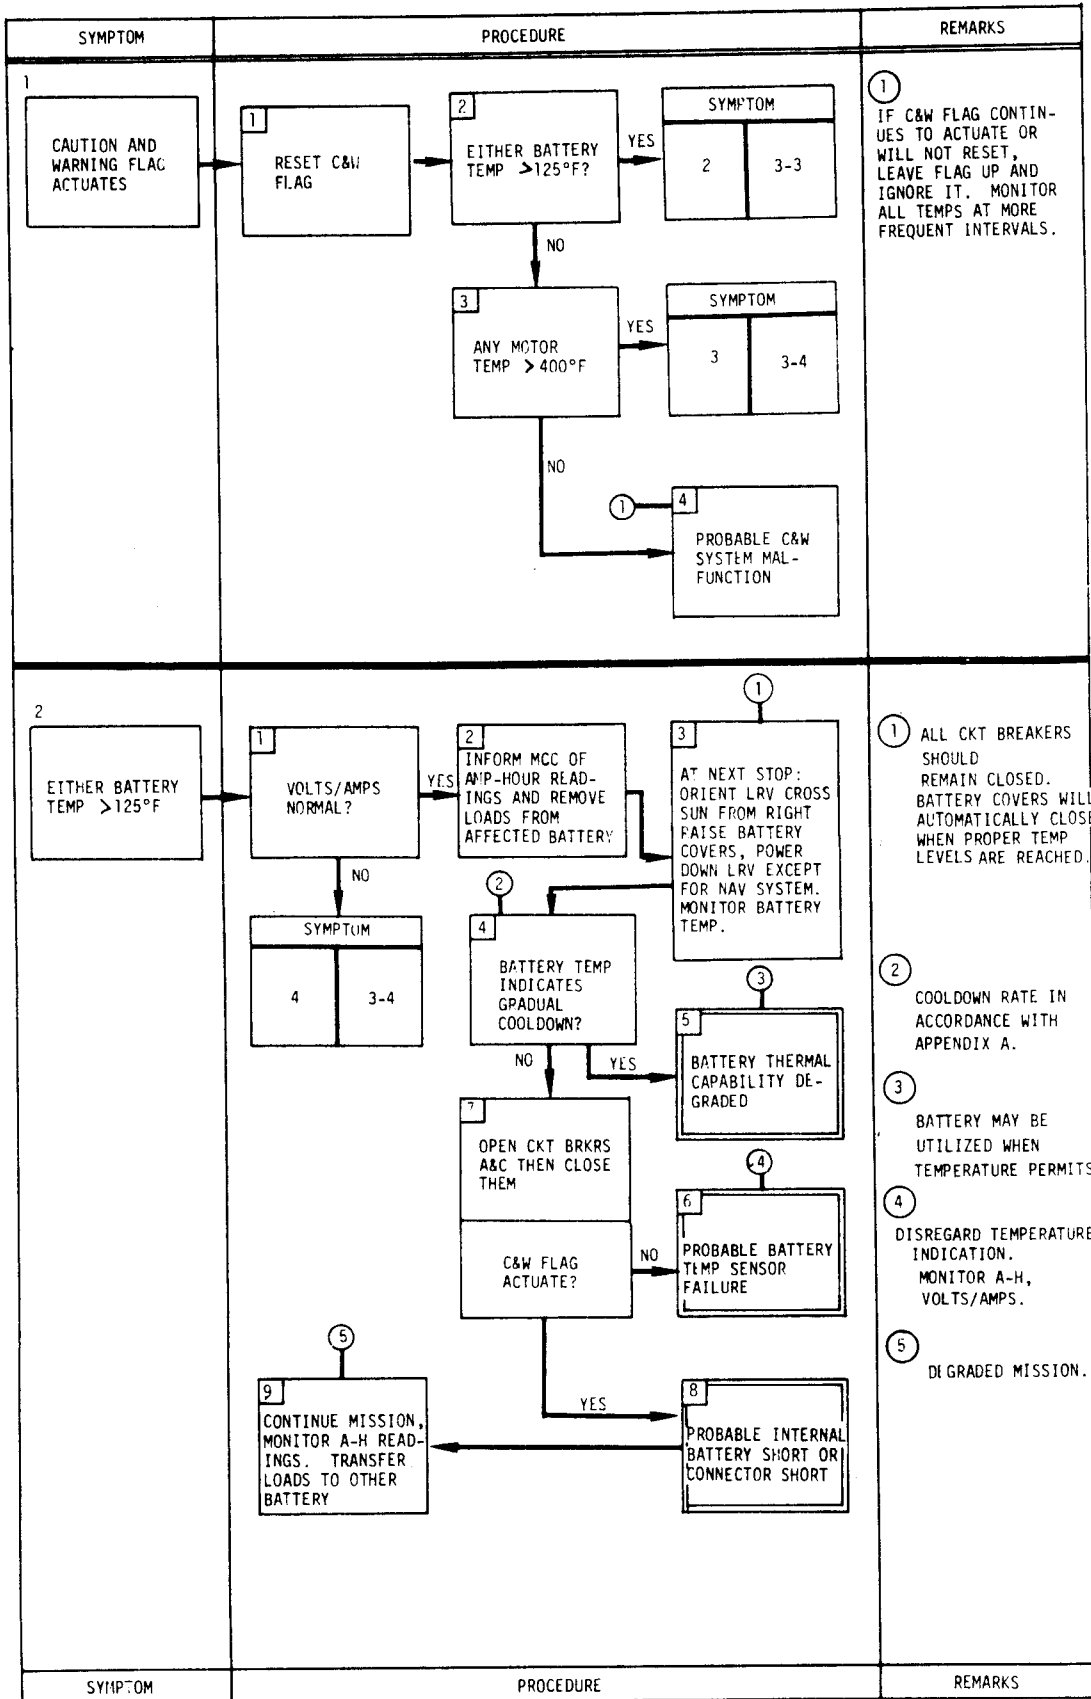 SYMPTOM
PROCEDURE
REMARKS
1
CAUTION AND
WARNING FLAG
ACTUATES
1
RESET C&W
FLAG
2
EITHER BATTERY
TEMP >125°F?
YES
SYMPTOM
2
3-3
NO
3
ANY MOTOR
TEMP >400°F
YES
SYMPTOM
3
3-4
NO
1
4
PROBABLE C&W
SYSTEM MAL-
FUNCTION
1
IF C&W FLAG CONTIN-
UES TO ACTUATE OR
WILL NOT RESET,
LEAVE FLAG UP AND
IGNORE IT. MONITOR
ALL TEMPS AT MORE
FREQUENT INTERVALS.
2
EITHER BATTERY
TEMP >125°F
1
VOLTS/AMPS
NORMAL?
YES
NO
SYMPTOM
4
3-4
2
INFORM MCC OF
AMP-HOUR READ-
INGS AND REMOVE
LOADS FROM
AFFECTED BATTERY
1
3
AT NEXT STOP:
ORIENT LRV CROSS
SUN FROM RIGHT
RAISE BATTERY
COVERS, POWER
DOWN LRV EXCEPT
FOR NAV SYSTEM.
MONITOR BATTERY
TEMP.
2
4
BATTERY TEMP
INDICATES
GRADUAL
COOLDOWN?
NO
YES
3
5
BATTERY THERMAL
CAPABILITY DE-
GRADED
7
OPEN CKT BRKRS
A&C THEN CLOSE
THEM
C&W FLAG
ACTUATE?
NO
4
6
PROBABLE BATTERY
TEMP SENSOR
FAILURE
YES
8
PROBABLE INTERNAL
BATTERY SHORT OR
CONNECTOR SHORT
5
9
CONTINUE MISSION,
MONITOR A-H READ-
INGS. TRANSFER
LOADS TO OTHER
BATTERY
1
ALL CKT BREAKERS
SHOULD
REMAIN CLOSED.
BATTERY COVERS WILL
AUTOMATICALLY CLOSE
WHEN PROPER TEMP
LEVELS ARE REACHED.
2
COOLDOWN RATE IN
ACCORDANCE WITH
APPENDIX A.
3
BATTERY MAY BE
UTILIZED WHEN
TEMPERATURE PERMITS
4
DISREGARD TEMPERATURE
INDICATION.
MONITOR A-H,
VOLTS/AMPS.
5
DEGRADED MISSION.
SYMPTOM
PROCEDURE
REMARKS